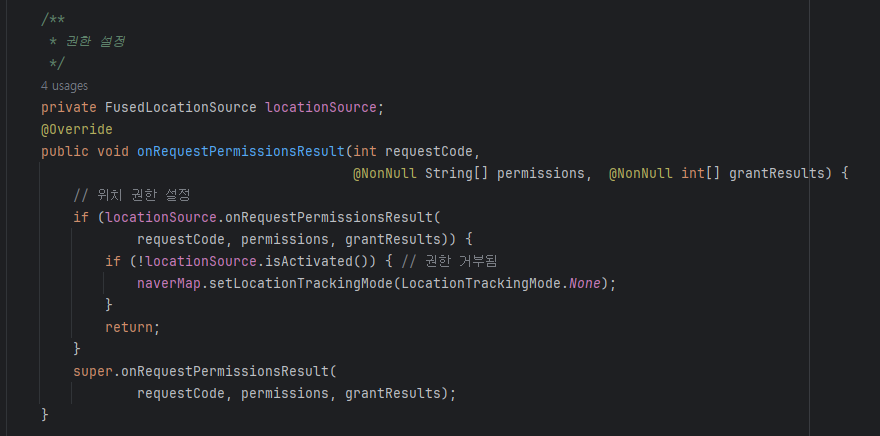 /**
 * 권한 설정
 */
4 usages
private FusedLocationSource locationSource;
@Override
public void onRequestPermissionsResult(int requestCode,
                                       @NonNull String[] permissions,  @NonNull int[] grantResults) {
    // 위치 권한 설정
    if (locationSource.onRequestPermissionsResult(
            requestCode, permissions, grantResults)) {
        if (!locationSource.isActivated()) { // 권한 거부됨
            naverMap.setLocationTrackingMode(LocationTrackingMode.None);
        }
        return;
    }
    super.onRequestPermissionsResult(
            requestCode, permissions, grantResults);
}